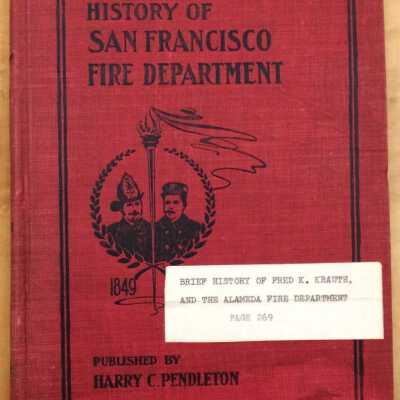 HISTORY OF
SAN FRANCISCO
FIRE DEPARTMENT
1849
BRIEF HISTORY OF FRED K. KRAUTH,
AND THE ALAMEDA FIRE DEPARTMENT
PAGE 269
PUBLISHED BY
HARRY C. PENDLETON